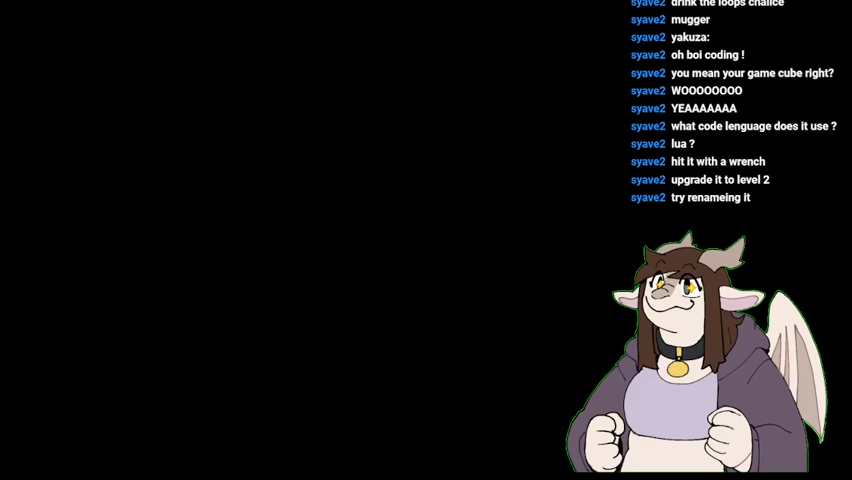 syave2 drink the loops chalice
syave2 mugger
syave2 yakuza:
syave2 oh boi coding !
syave2 you mean your game cube right?
syave2 WOOOOOOOO
syave2 YEAAAAAAA
syave2 what code lenguage does it use ?
syave2 lua ?
syave2 hit it with a wrench
syave2 upgrade it to level 2
syave2 try renameing it